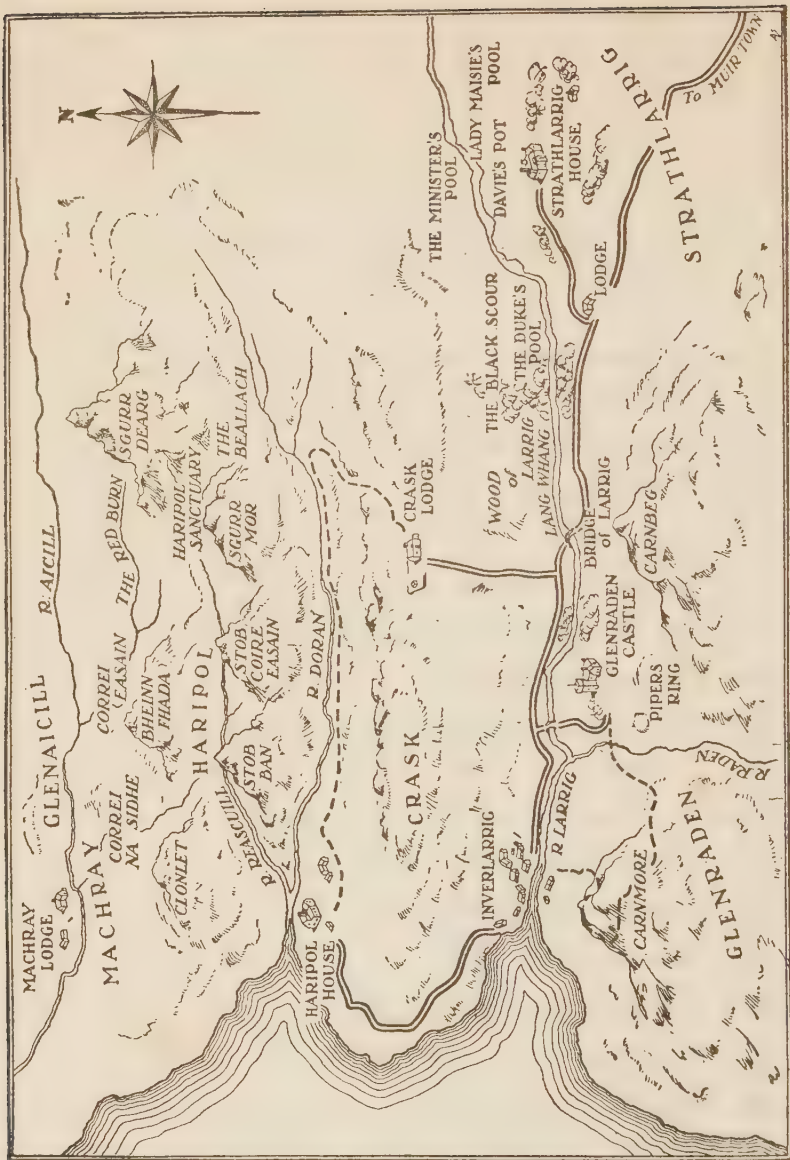 MACHRAY
LODGE
GLENAICILL
R. AICILL
N
MACHRAY
CORREI
NA SIDHE
CORREI
EASAIN
THE RED BURN
SGURR
DEARG
BHEINN
FHADA
CLONLET
HARIPOL
HARIPOL
SANCTUARY
THE
BEALLACH
SGURR
MOR
R. REASCUILL
STOB
BAN
STOB
COIRE
EASAIN
R. DORAN
HARIPOL
HOUSE
CRASK
CRASK
LODGE
THE MINISTER'S
POOL
LADY MAISIE'S
POOL
DAVIES POT
INVERLARRIG
WOOD
of
LARRIG
THE BLACK SCOUR
THE DUKE'S
POOL
LANG WHANG
STRATHLARRIG
HOUSE
R LARRIG
BRIDGE
of LARRIG
LODGE
GLENRADEN
CASTLE
PIPERS
RING
CARNBEG
CARNMORE
STRATHLARRIG
TO MUIR TOWN
GLENRADEN
R. RADEN